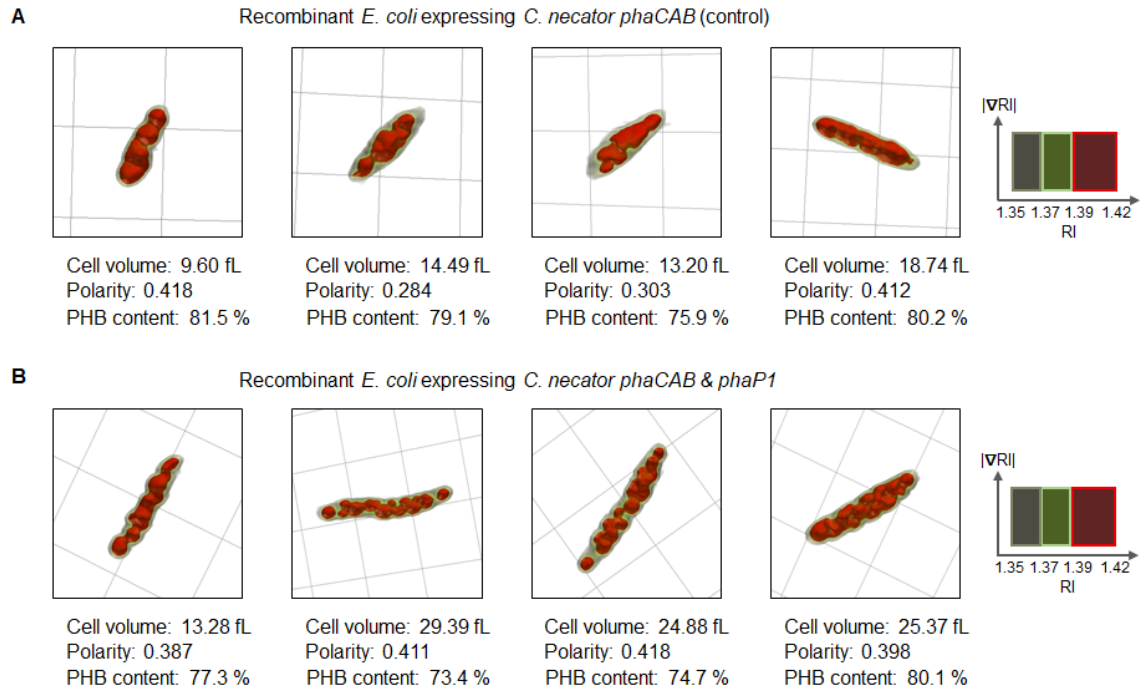 A
Recombinant E. coli expressing C. necator phaCAB (control)
Cell volume: 9.60 fL
Polarity: 0.418
PHB content: 81.5 %
Cell volume: 14.49 fL
Polarity: 0.284
PHB content: 79.1 %
Cell volume: 13.20 fL
Polarity: 0.303
PHB content: 75.9 %
Cell volume: 18.74 fL
Polarity: 0.412
PHB content: 80.2 %
|∇RI|
1.35 1.37 1.39 1.42
RI
B
Recombinant E. coli expressing C. necator phaCAB & phaP1
Cell volume: 13.28 fL
Polarity: 0.387
PHB content: 77.3 %
Cell volume: 29.39 fL
Polarity: 0.411
PHB content: 73.4 %
Cell volume: 24.88 fL
Polarity: 0.418
PHB content: 74.7 %
Cell volume: 25.37 fL
Polarity: 0.398
PHB content: 80.1 %
|∇RI|
1.35 1.37 1.39 1.42
RI